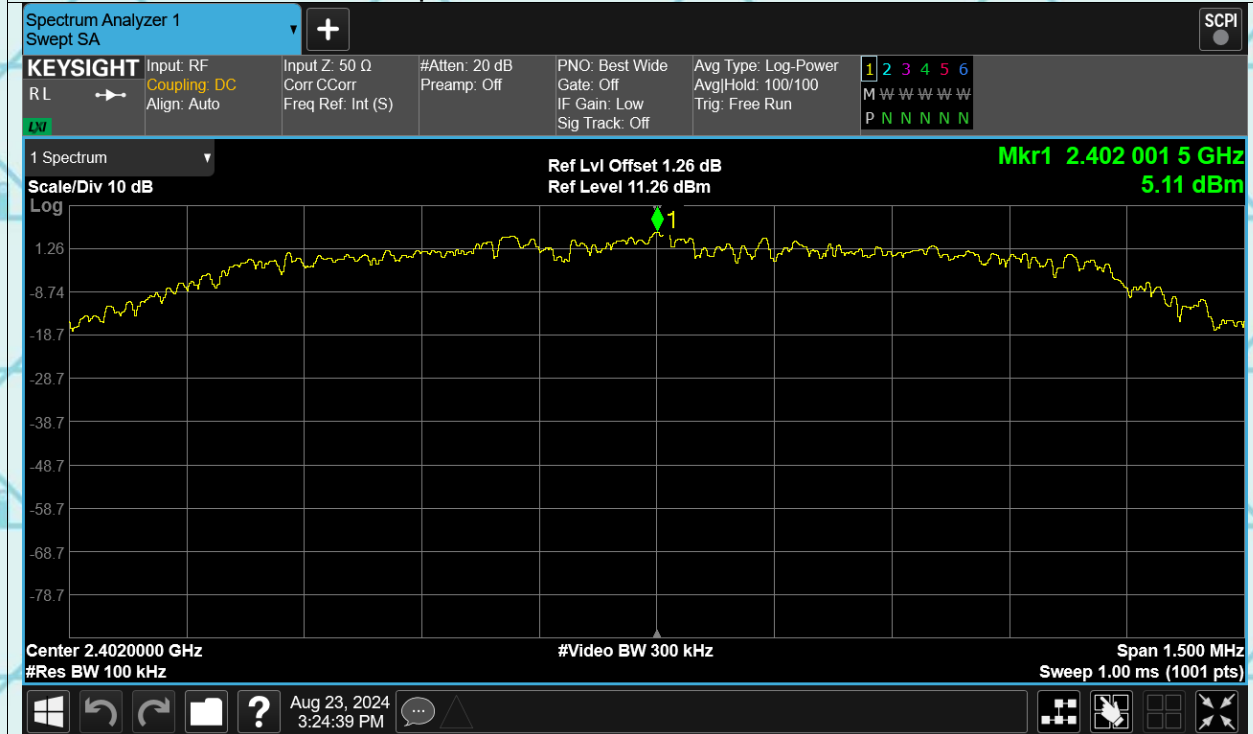 Spectrum Analyzer 1
Swept SA
+
SCPI
KEYSIGHT
R L
LXI
Input: RF
Coupling: DC
Align: Auto
Input Z: 50 Ω
Corr CCorr
Freq Ref: Int (S)
#Atten: 20 dB
Preamp: Off
PNO: Best Wide
Gate: Off
IF Gain: Low
Sig Track: Off
Avg Type: Log-Power
Avg|Hold: 100/100
Trig: Free Run
1 2 3 4 5 6
M W W W W W
P N N N N N
1 Spectrum
Scale/Div 10 dB
Log
Ref Lvl Offset 1.26 dB
Ref Level 11.26 dBm
Mkr1 2.402 001 5 GHz
5.11 dBm
1
1.26
-8.74
-18.7
-28.7
-38.7
-48.7
-58.7
-68.7
-78.7
Center 2.4020000 GHz
#Res BW 100 kHz
#Video BW 300 kHz
Span 1.500 MHz
Sweep 1.00 ms (1001 pts)
?
Aug 23, 2024
3:24:39 PM